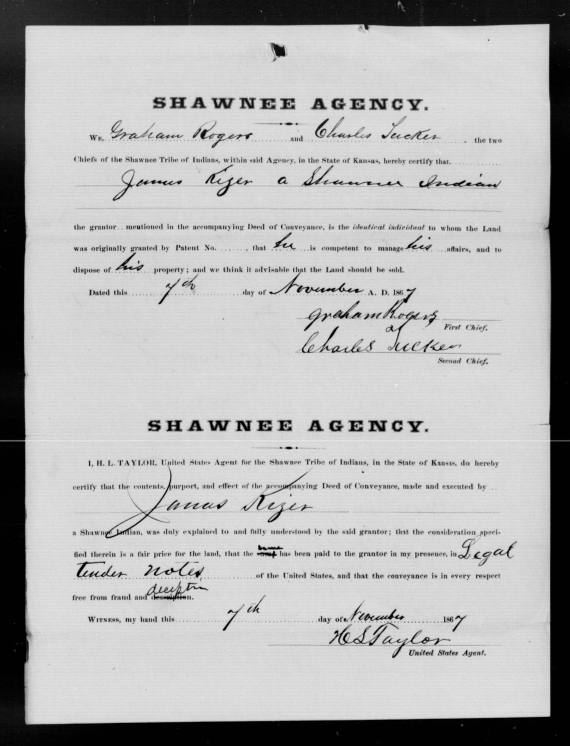 SHAWNEE AGENCY.
WE, Graham Rogers and Charles Tucker, the two
Chiefs of the Shawnee Tribe of Indians, within said Agency, in the State of Kansas, hereby certify that
James Kizer a Shawnee Indian
the grantor mentioned in the accompanying Deed of Conveyance, is the identical individual to whom the Land
was originally granted by Patent No. , that he is competent to manage his affairs, and to
dispose of his property; and we think it advisable that the Land should be sold.
Dated this 7th day of November A. D. 1867
Graham Rogers
First Chief.
Charles Tucker
Second Chief.
SHAWNEE AGENCY.
I, H. L. TAYLOR, United States Agent for the Shawnee Tribe of Indians, in the State of Kansas, do hereby
certify that the contents, purport, and effect of the accompanying Deed of Conveyance, made and executed by
James Kizer
a Shawnee Indian, was duly explained to and fully understood by the said grantor; that the consideration speci-
fied therein is a fair price for the land, that the same has been paid to the grantor in my presence, in Legal
tender notes of the United States, and that the conveyance is in every respect
free from fraud and deception.
WITNESS, my hand this 7th day of November 1867
H L Taylor
United States Agent.